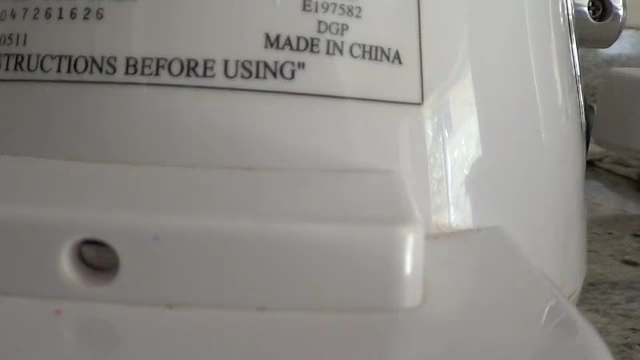 047261626
E197582
0511
DGP
MADE IN CHINA
STRUCTIONS BEFORE USING"